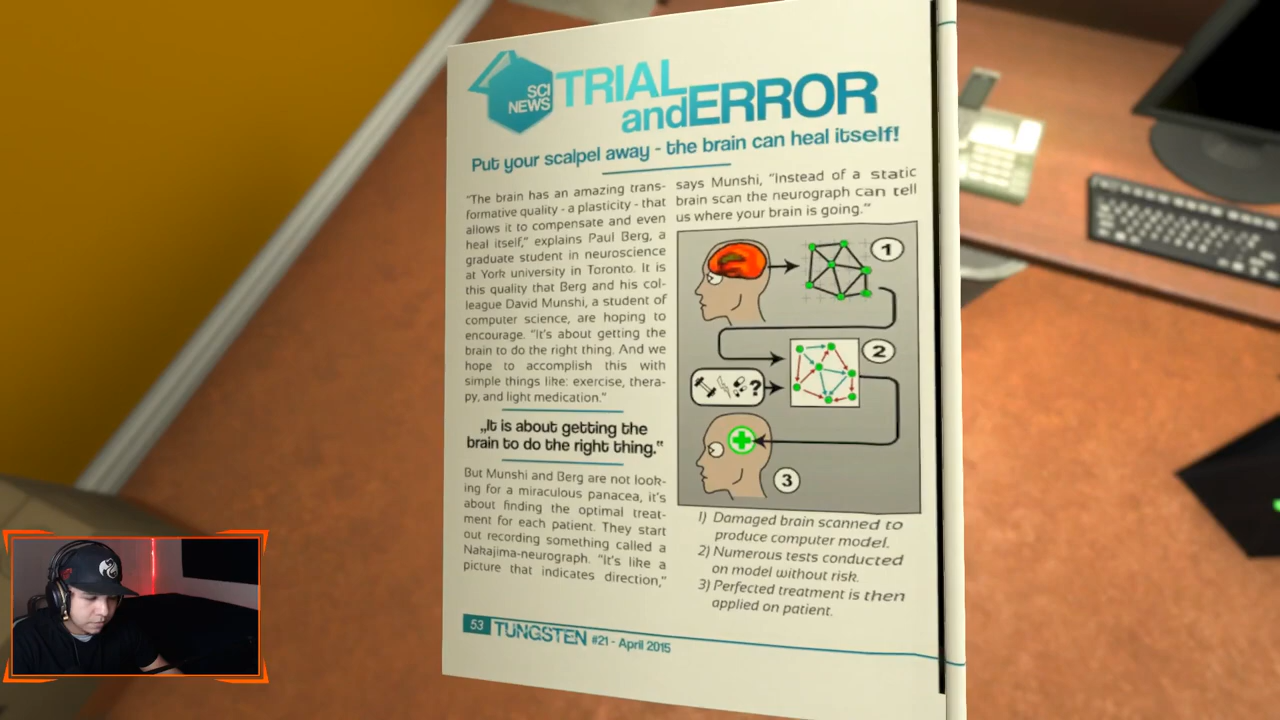 SCI
NEWS
TRIAL
and ERROR
Put your scalpel away - the brain can heal itself!
"The brain has an amazing trans-
formative quality - a plasticity - that
allows it to compensate and even
heal itself," explains Paul Berg, a
graduate student in neuroscience
at York university in Toronto. It is
this quality that Berg and his col-
league David Munshi, a student of
computer science, are hoping to
encourage. "It's about getting the
brain to do the right thing. And we
hope to accomplish this with
simple things like: exercise, thera-
py, and light medication."
„It is about getting the
brain to do the right thing."
But Munshi and Berg are not look-
ing for a miraculous panacea, it's
about finding the optimal treat-
ment for each patient. They start
out recording something called a
Nakajima-neurograph. "It's like a
picture that indicates direction,"
says Munshi, "Instead of a static
brain scan the neurograph can tell
us where your brain is going."
1
2
?
3
1) Damaged brain scanned to
produce computer model.
2) Numerous tests conducted
on model without risk.
3) Perfected treatment is then
applied on patient.
53 TUNGSTEN #21 - April 2015